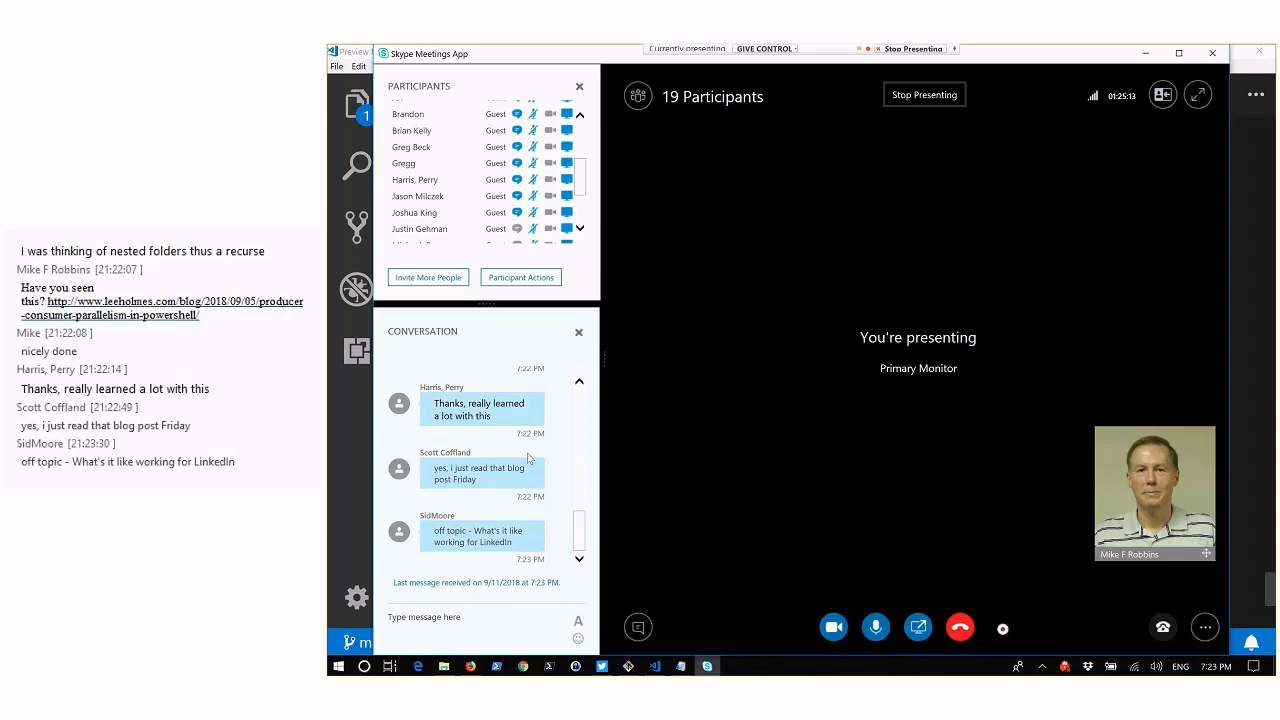 I was thinking of nested folders thus a recurse
Mike F Robbins [21:22:07 ]
Have you seen
this? http://www.leeholmes.com/blog/2018/09/05/producer
-consumer-parallelism-in-powershell/
Mike [21:22:08 ]
nicely done
Harris, Perry [21:22:14 ]
Thanks, really learned a lot with this
Scott Coffland [21:22:49 ]
yes, i just read that blog post Friday
SidMoore [21:23:30 ]
off topic - What's it like working for LinkedIn
Preview
File Edit
1
m
Skype Meetings App
Currently presenting
GIVE CONTROL
Stop Presenting
PARTICIPANTS
Brandon Guest
Brian Kelly Guest
Greg Beck Guest
Gregg Guest
Harris, Perry Guest
Jason Milczek Guest
Joshua King Guest
Justin Gehman Guest
Invite More People
Participant Actions
CONVERSATION
7:22 PM
Harris, Perry
Thanks, really learned
a lot with this
7:22 PM
Scott Coffland
yes, i just read that blog
post Friday
7:22 PM
SidMoore
off topic - What's it like
working for LinkedIn
7:23 PM
Last message received on 9/11/2018 at 7:23 PM.
Type message here
A
19 Participants
Stop Presenting
01:25:13
You're presenting
Primary Monitor
Mike F Robbins
ENG 7:23 PM